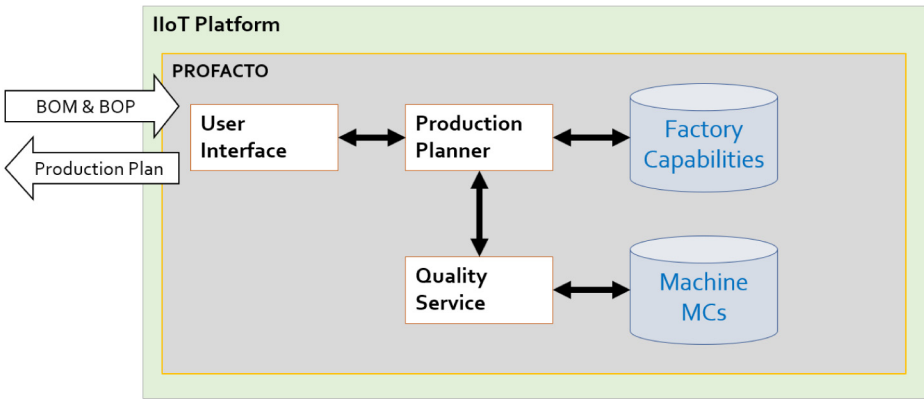 IIoT Platform
PROFACTO
BOM & BOP
Production Plan
User
Interface
Production
Planner
Factory
Capabilities
Quality
Service
Machine
MCs